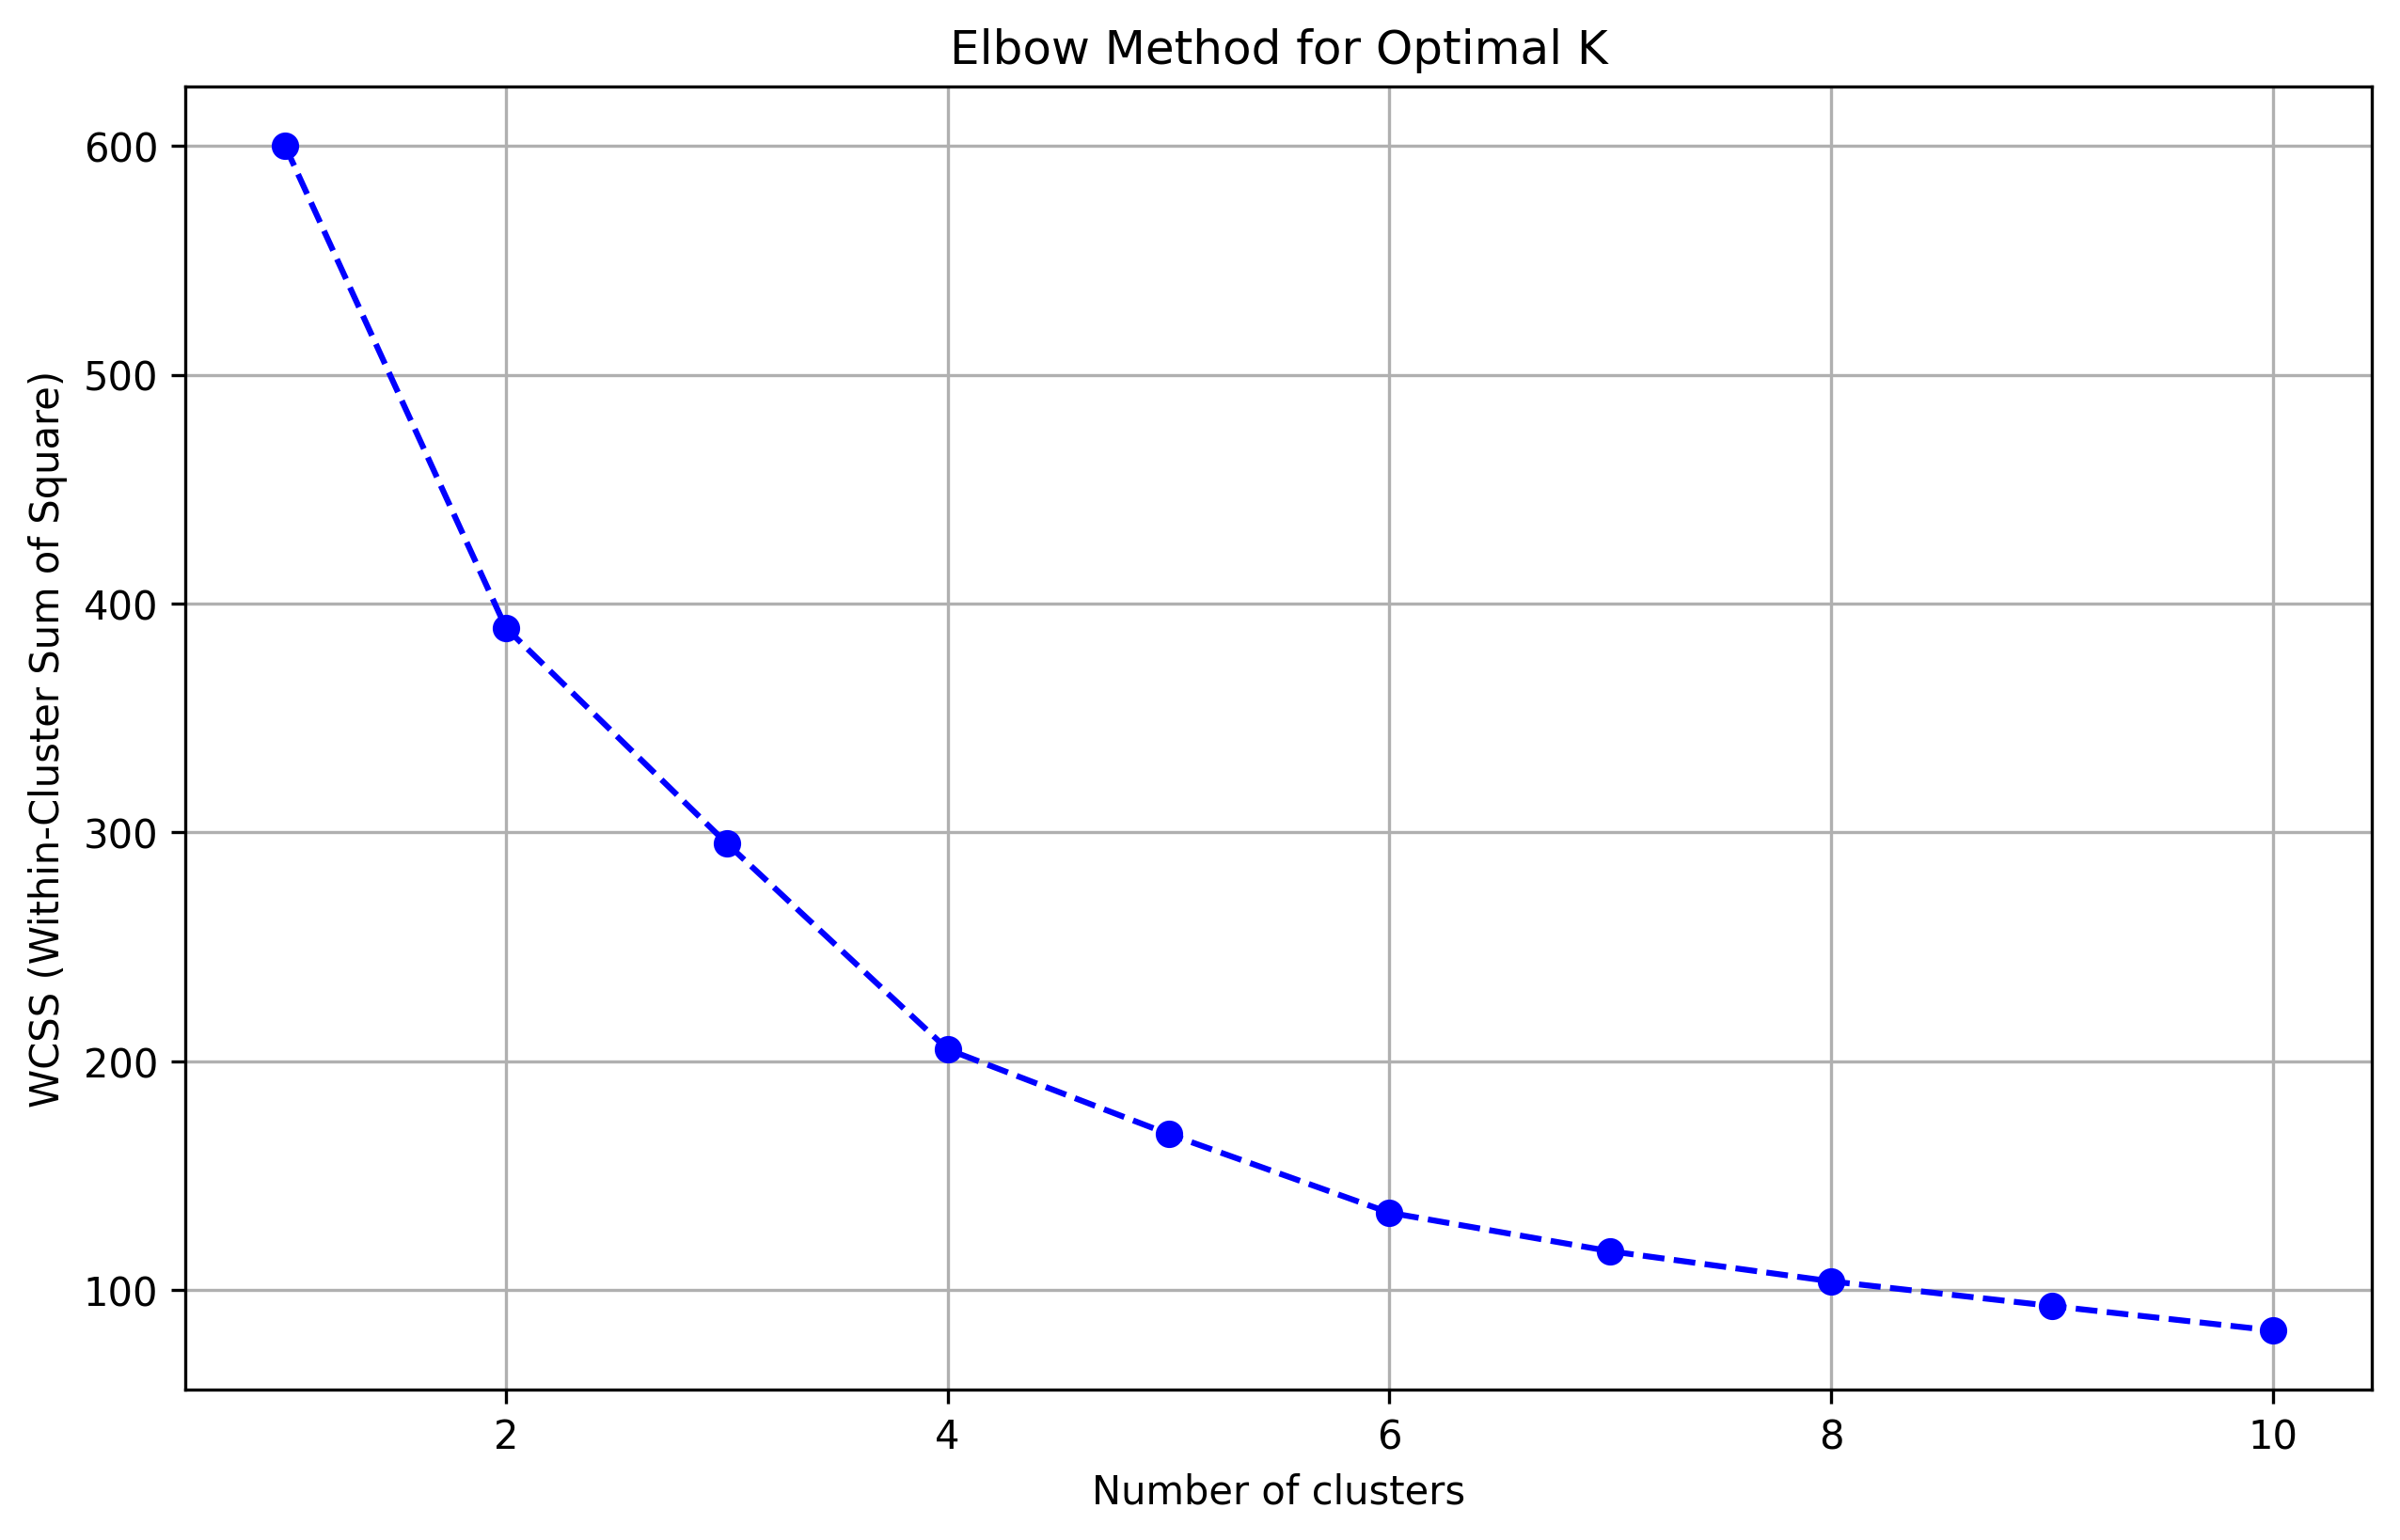 Elbow Method for Optimal K
600
500
400
300
200
100
WCSS (Within-Cluster Sum of Square)
2 4 6 8 10
Number of clusters